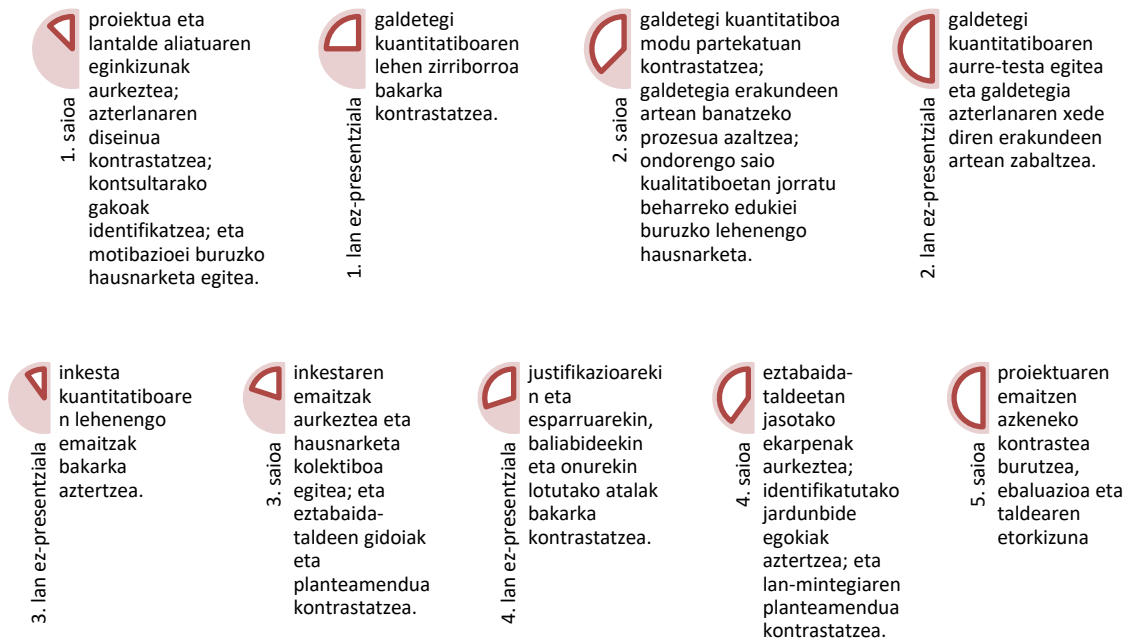 1. saioa
proiektua eta
lantalde aliatuaren
eginkizunak
aurkeztea;
azterlanaren
diseinua
kontrastatzea;
kontsultarako
gakoak
identifikatzea; eta
motibazioei buruzko
hausnarketa egitea.
1. lan ez-presentziala
galdetegi
kuantitatiboaren
lehen zirriborroa
bakarka
kontrastatzea.
2. saioa
galdetegi kuantitatiboa
modu partekatuan
kontrastatzea;
galdetegia erakundeen
artean banatzeko
prozesua azaltzea;
ondorengo saio
kualitatiboetan jorratu
beharreko edukiei
buruzko lehenengo
hausnarketa.
2. lan ez-presentziala
galdetegi
kuantitatiboaren
aurre-testa egitea
eta galdetegia
azterlanaren xede
diren erakundeen
artean zabaltzea.
3. lan ez-presentziala
inkesta
kuantitatiboare
n lehenengo
emaitzak
bakarka
aztertzea.
3. saioa
inkestaren
emaitzak
aurkeztea eta
hausnarketa
kolektiboa
egitea; eta
eztabaida-
taldeen gidoiak
eta
planteamendua
kontrastatzea.
4. lan ez-presentziala
justifikazioareki
n eta
esparruarekin,
baliabideekin
eta onurekin
lotutako atalak
bakarka
kontrastatzea.
4. saioa
eztabaida-
taldeetan
jasotako
ekarpenak
aurkeztea;
identifikatutako
jardunbide
egokiak
aztertzea; eta
lan-mintegiaren
planteamendua
kontrastatzea.
5. saioa
proiektuaren
emaitzen
azkeneko
kontrastea
burutzea,
ebaluazioa eta
taldearen
etorkizuna